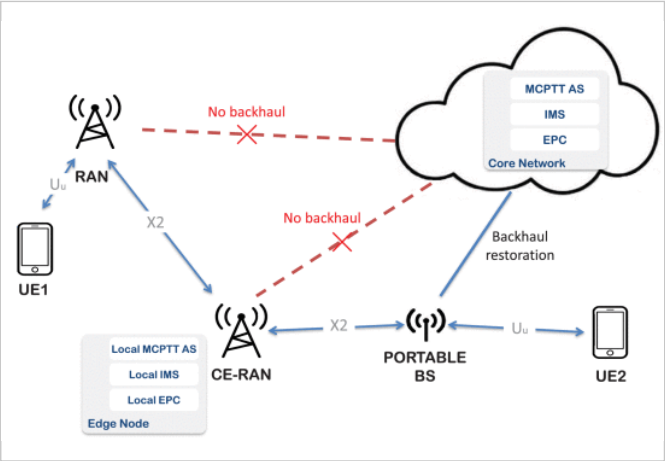 No backhaul
MCPTT AS
IMS
EPC
Core Network
RAN
Uu
X2
No backhaul
Backhaul
restoration
UE1
Local MCPTT AS
Local IMS
Local EPC
Edge Node
CE-RAN
X2
PORTABLE
BS
Uu
UE2